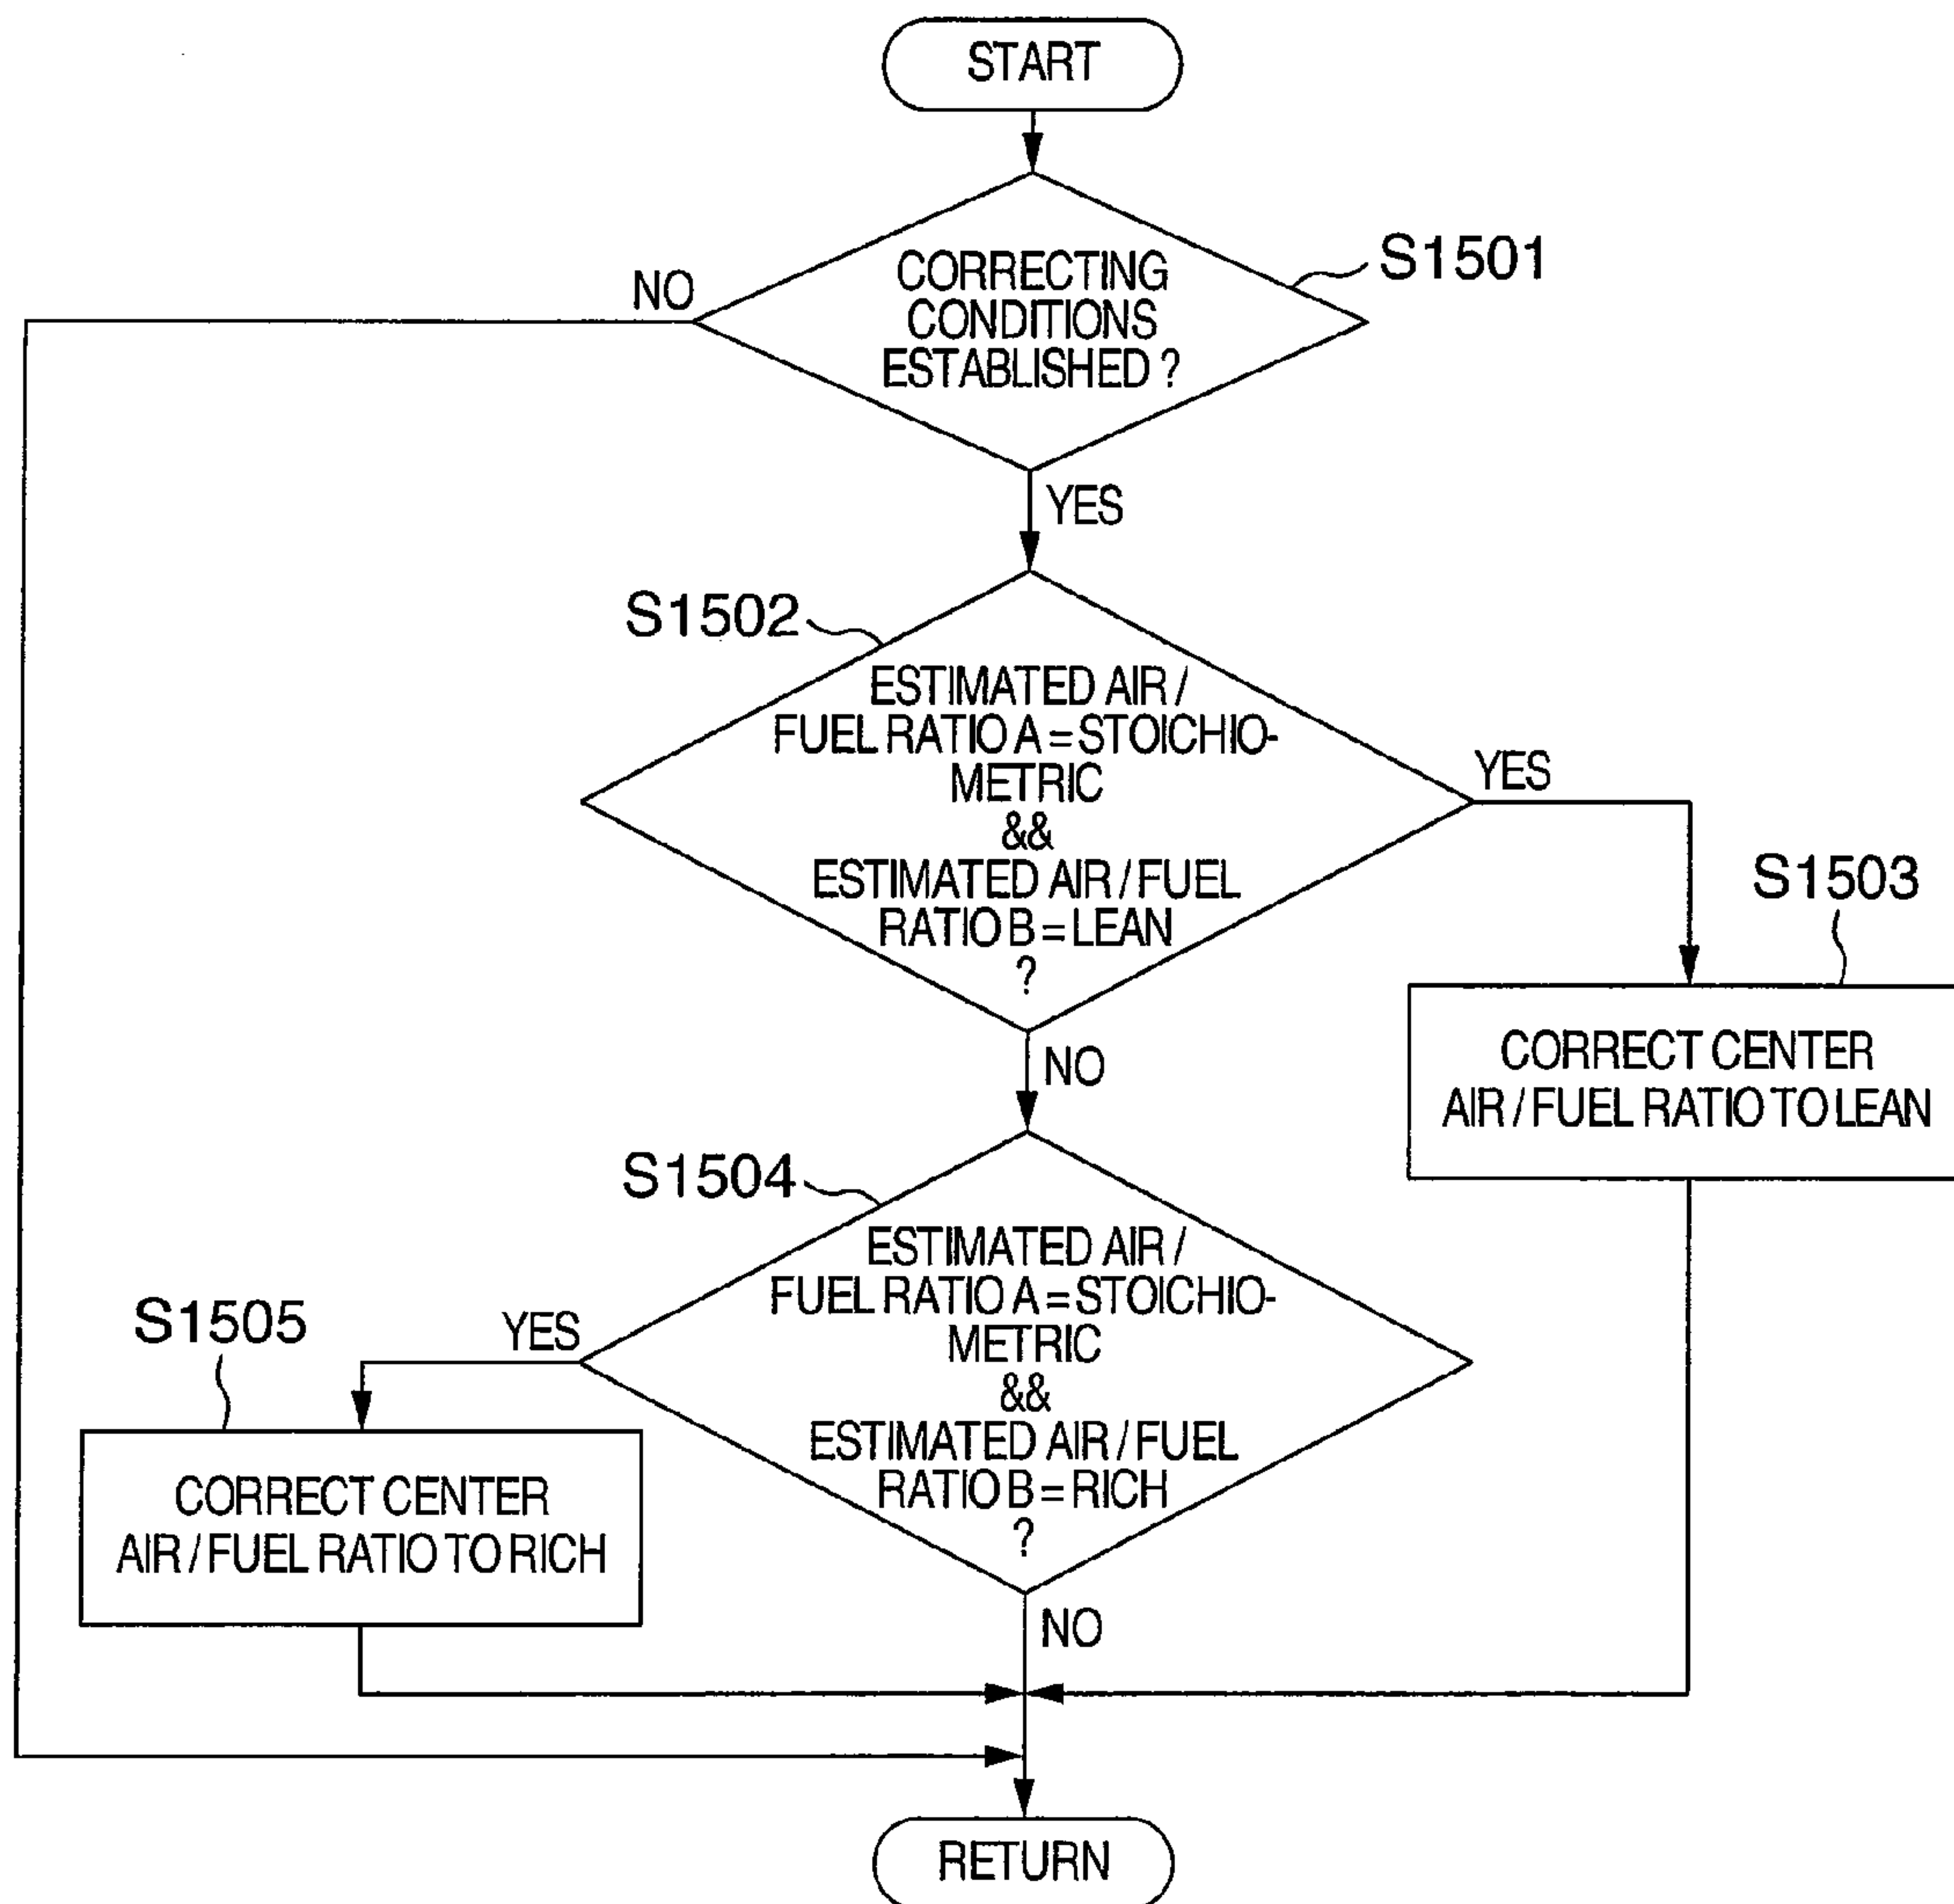 START
CORRECTING
CONDITIONS
ESTABLISHED ?
S1501
NO
YES
S1502
ESTIMATED AIR /
FUEL RATIO A = STOICHIO-
METRIC
&&
ESTIMATED AIR / FUEL
RATIO B = LEAN
?
YES
S1503
CORRECT CENTER
AIR / FUEL RATIO TO LEAN
NO
S1504
ESTIMATED AIR /
FUEL RATIO A = STOICHIO-
METRIC
&&
ESTIMATED AIR / FUEL
RATIO B = RICH
?
YES
S1505
CORRECT CENTER
AIR / FUEL RATIO TO RICH
NO
RETURN